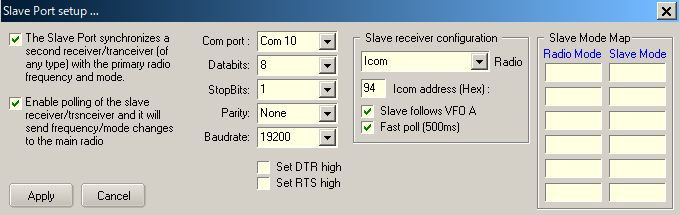 Slave Port setup ...
The Slave Port synchronizes a
second receiver/tranceiver (of
any type) with the primary radio
frequency and mode.
Enable polling of the slave
receiver/trsnceiver and it will
send frequency/mode changes
to the main radio
Apply
Cancel
Com port : Com 10
Databits: 8
StopBits: 1
Parity: None
Baudrate: 19200
Set DTR high
Set RTS high
Slave receiver configuration
Icom Radio
94 Icom address (Hex) :
Slave follows VFO A
Fast poll (500ms)
Slave Mode Map
Radio Mode Slave Mode